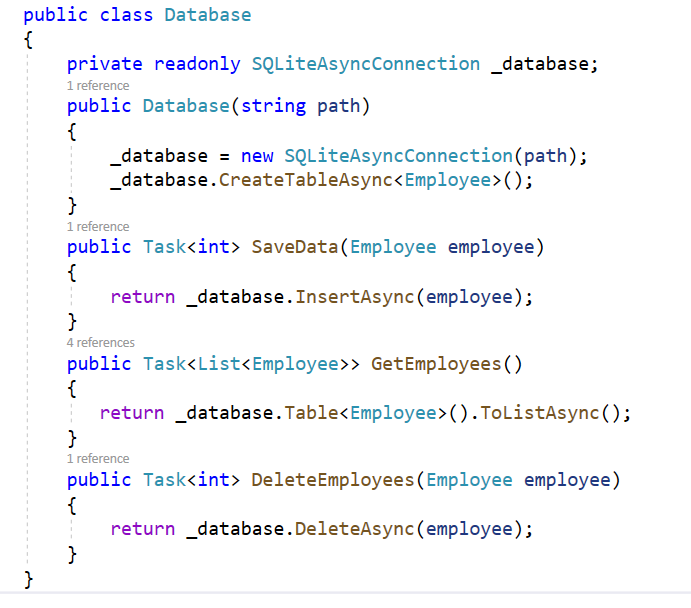 public class Database
{
private readonly SQLiteAsyncConnection _database;
1 reference
public Database(string path)
{
_database = new SQLiteAsyncConnection(path);
_database.CreateTableAsync<Employee>();
}
1 reference
public Task<int> SaveData(Employee employee)
{
return _database.InsertAsync(employee);
}
4 references
public Task<List<Employee>> GetEmployees()
{
return _database.Table<Employee>().ToListAsync();
}
1 reference
public Task<int> DeleteEmployees(Employee employee)
{
return _database.DeleteAsync(employee);
}
}